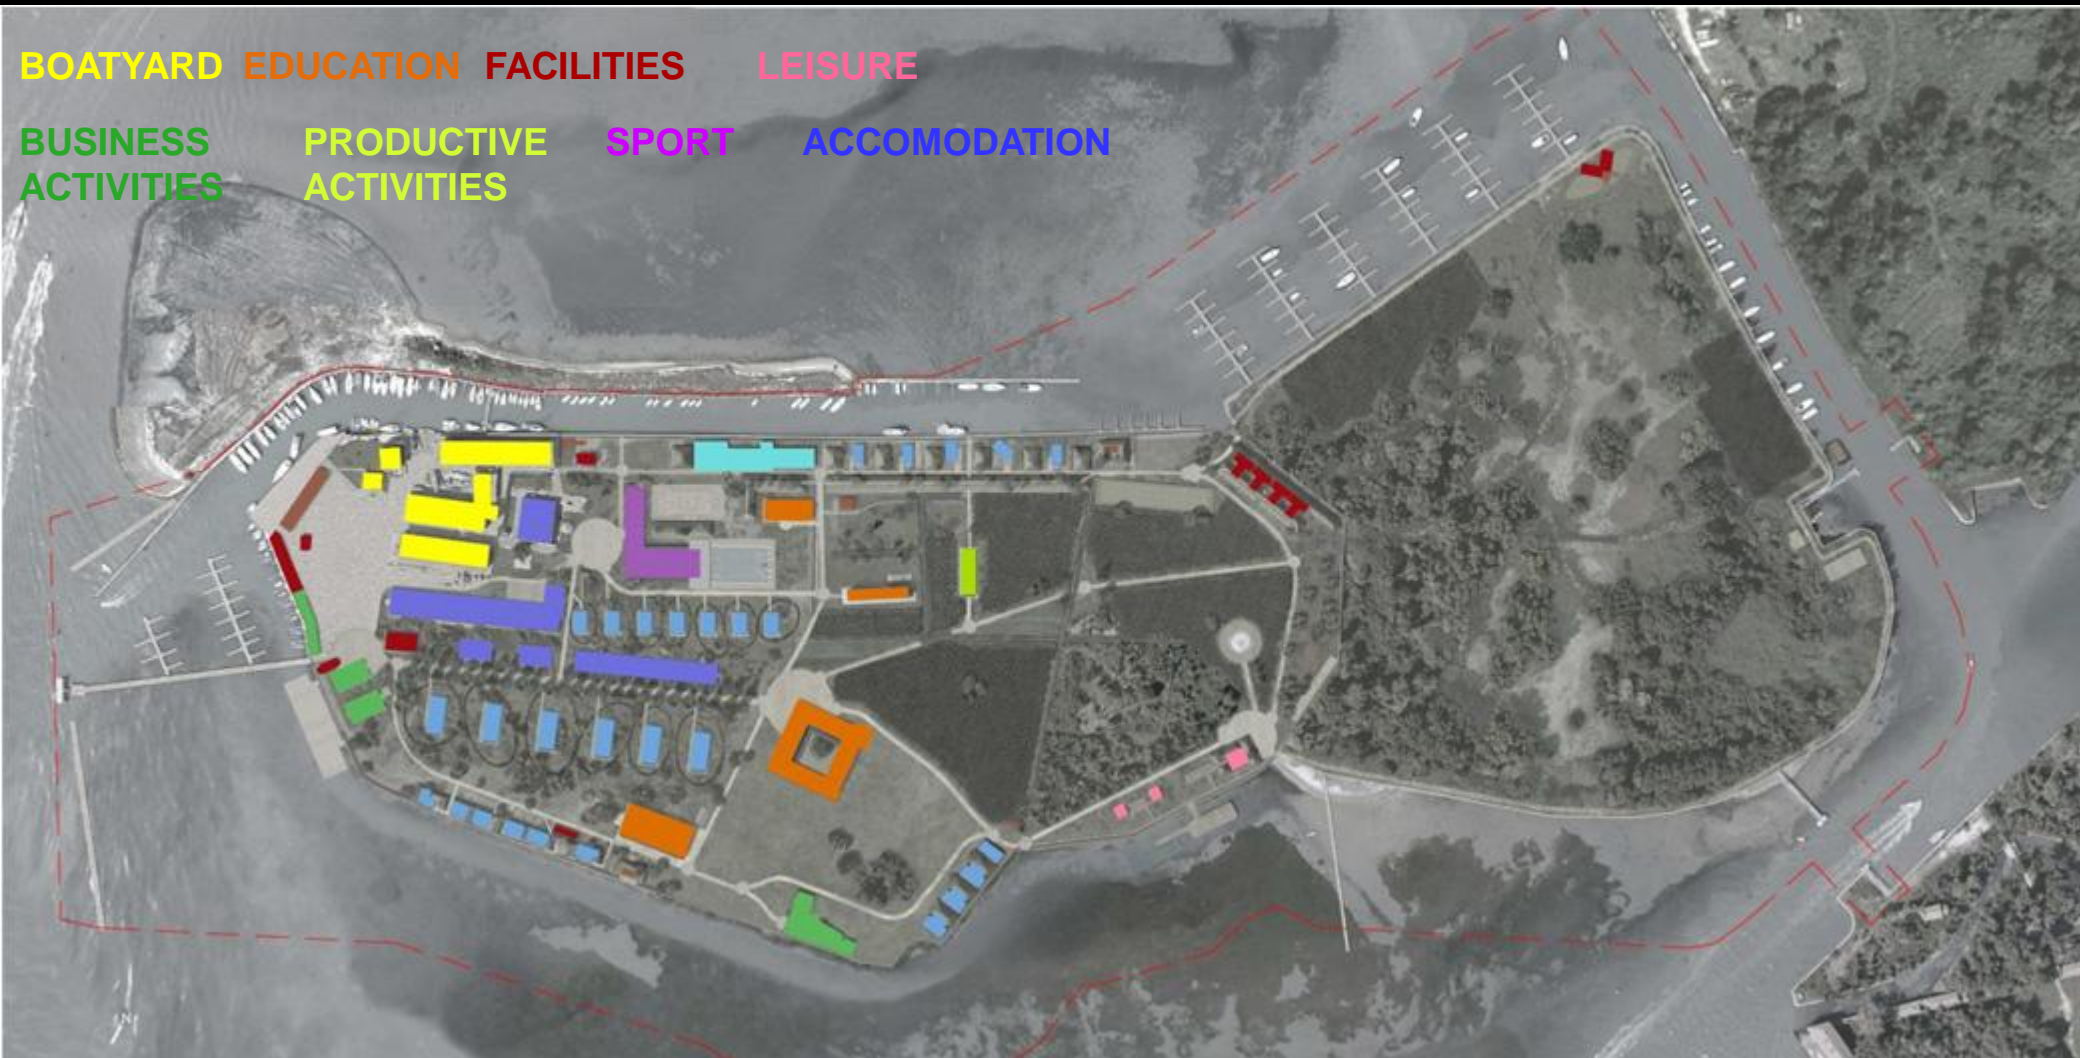 BOATYARD EDUCATION FACILITIES LEISURE
BUSINESS PRODUCTIVE SPORT ACCOMODATION
ACTIVITIES ACTIVITIES